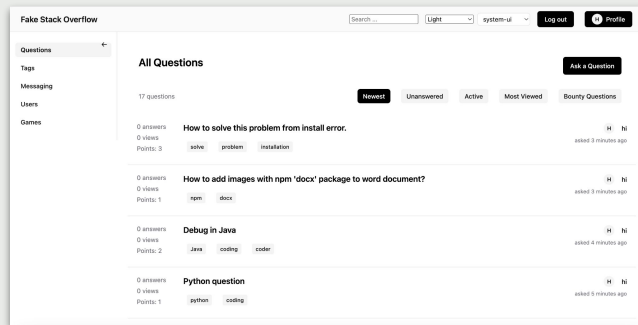 Fake Stack Overflow
Search ...
Light
system-ui
Log out
H Profile
Questions
←
Tags
Messaging
Users
Games
All Questions
Ask a Question
17 questions
Newest
Unanswered
Active
Most Viewed
Bounty Questions
0 answers
0 views
Points: 3
How to solve this problem from install error.
solve problem installation
H hi
asked 3 minutes ago
0 answers
0 views
Points: 1
How to add images with npm 'docx' package to word document?
npm docx
H hi
asked 3 minutes ago
0 answers
0 views
Points: 2
Debug in Java
Java coding coder
H hi
asked 4 minutes ago
0 answers
0 views
Points: 1
Python question
python coding
H hi
asked 5 minutes ago